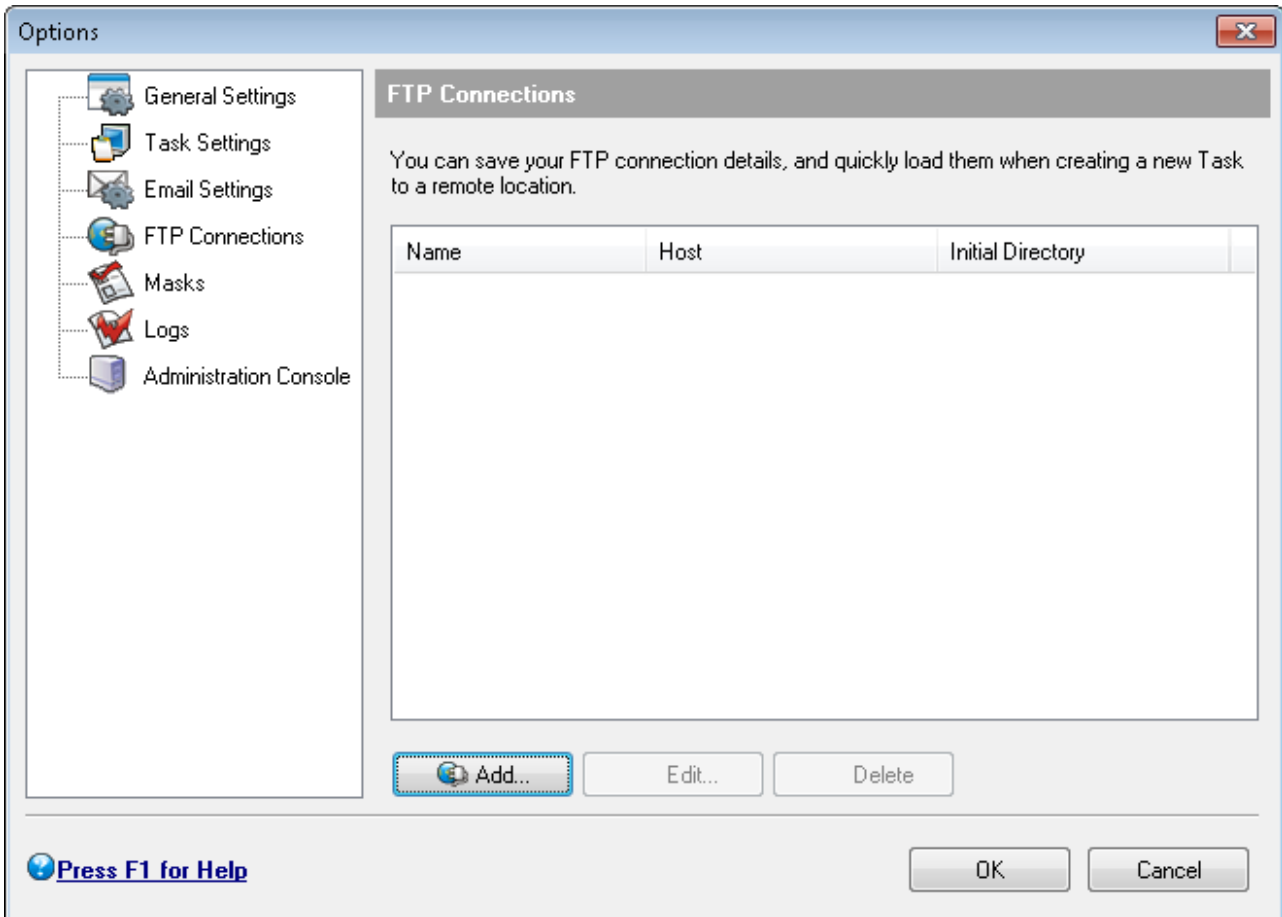 Options
General Settings
Task Settings
Email Settings
FTP Connections
Masks
Logs
Administration Console
FTP Connections
You can save your FTP connection details, and quickly load them when creating a new Task
to a remote location.
Name Host Initial Directory
Add... Edit... Delete
Press F1 for Help
OK Cancel